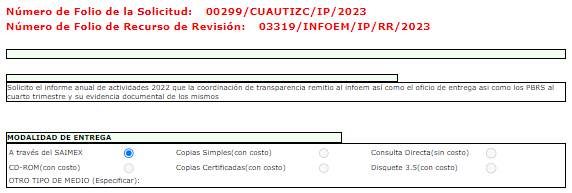 Número de Folio de la Solicitud: 00299/CUAUTIZC/IP/2023
Número de Folio de Recurso de Revisión: 03319/INFOEM/IP/RR/2023
Solicito el informe anual de actividades 2022 que la coordinación de transparencia remitio al infoem así como el oficio de entrega asi como los PBRS al
cuarto trimestre y su evidencia documental de los mismos
MODALIDAD DE ENTREGA
A través del SAIMEX Copias Simples(con costo) Consulta Directa(sin costo)
CD-ROM(con costo) Copias Certificadas(con costo) Disquete 3.5(con costo)
OTRO TIPO DE MEDIO (Especificar):